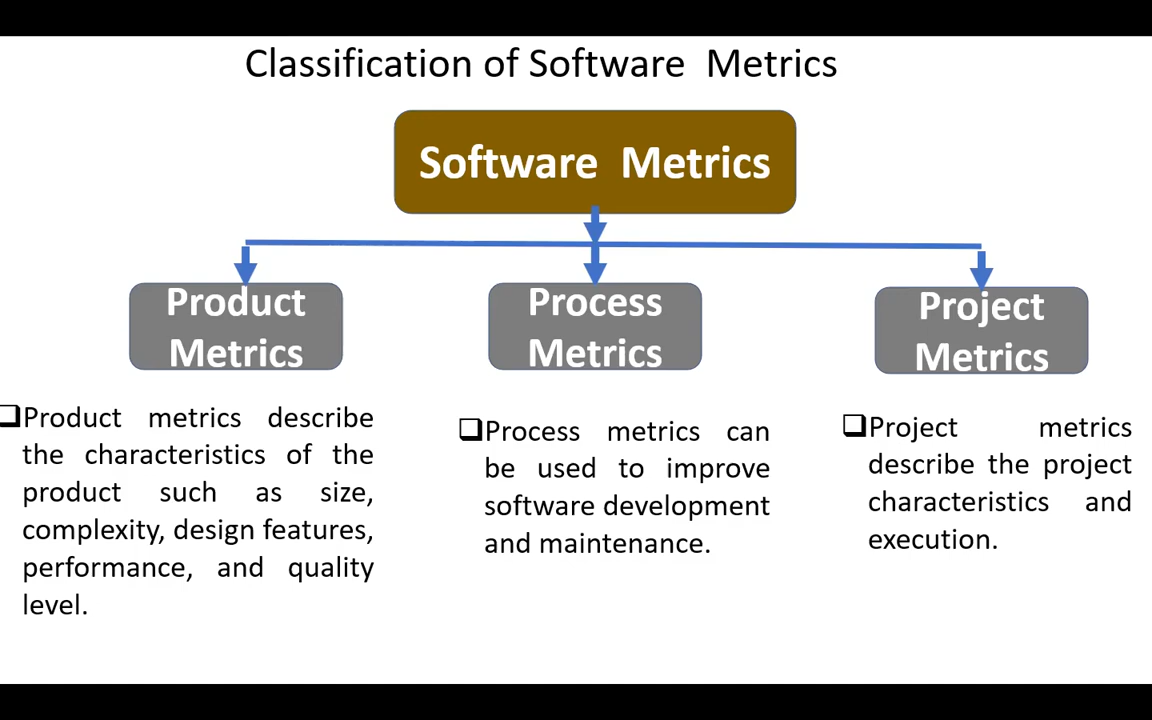 Classification of Software Metrics
Software Metrics
Product
Metrics
Process
Metrics
Project
Metrics
❑Product metrics describe
the characteristics of the
product such as size,
complexity, design features,
performance, and quality
level.
❑Process metrics can
be used to improve
software development
and maintenance.
❑Project metrics
describe the project
characteristics and
execution.